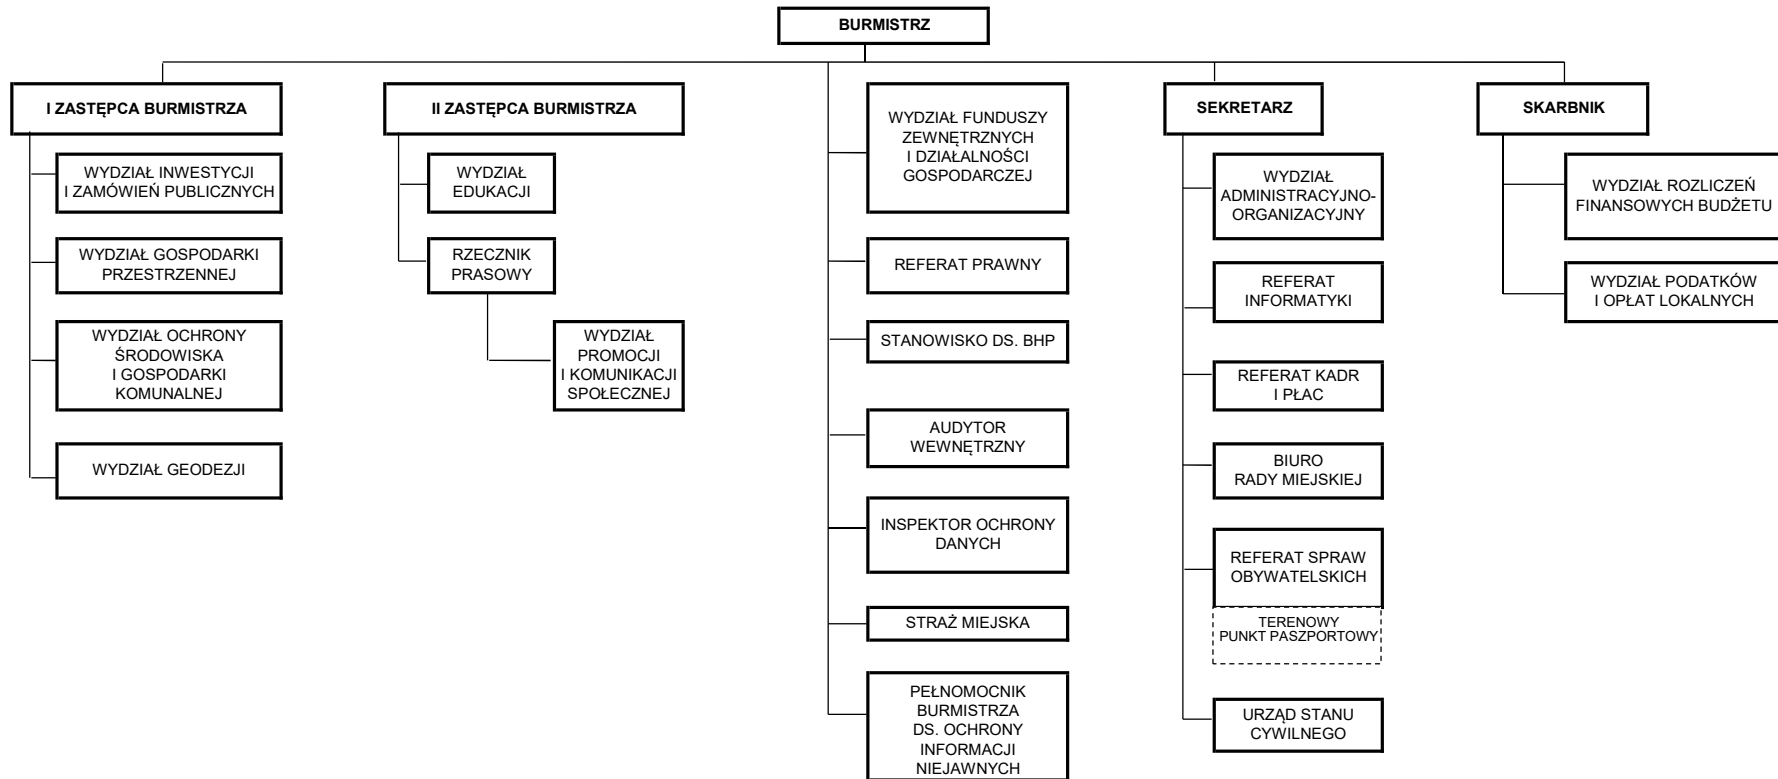 BURMISTRZ
I ZASTĘPCA BURMISTRZA
WYDZIAŁ INWESTYCJI
I ZAMÓWIEŃ PUBLICZNYCH
WYDZIAŁ GOSPODARKI
PRZESTRZENNEJ
WYDZIAŁ OCHRONY
ŚRODOWISKA
I GOSPODARKI
KOMUNALNEJ
WYDZIAŁ GEODEZJI
II ZASTĘPCA BURMISTRZA
WYDZIAŁ
EDUKACJI
RZECZNIK
PRASOWY
WYDZIAŁ
PROMOCJI
I KOMUNIKACJI
SPOŁECZNEJ
WYDZIAŁ FUNDUSZY
ZEWNĘTRZNYCH
I DZIAŁALNOŚCI
GOSPODARCZEJ
REFERAT PRAWNY
STANOWISKO DS. BHP
AUDYTOR
WEWNĘTRZNY
INSPEKTOR OCHRONY
DANYCH
STRAŻ MIEJSKA
PEŁNOMOCNIK
BURMISTRZA
DS. OCHRONY
INFORMACJI
NIEJAWNYCH
SEKRETARZ
WYDZIAŁ
ADMINISTRACYJNO-
ORGANIZACYJNY
REFERAT
INFORMATYKI
REFERAT KADR
I PŁAC
BIURO
RADY MIEJSKIEJ
REFERAT SPRAW
OBYWATELSKICH
TERENOWY
PUNKT PASZPORTOWY
URZĄD STANU
CYWILNEGO
SKARBNIK
WYDZIAŁ ROZLICZEŃ
FINANSOWYCH BUDŻETU
WYDZIAŁ PODATKÓW
I OPŁAT LOKALNYCH